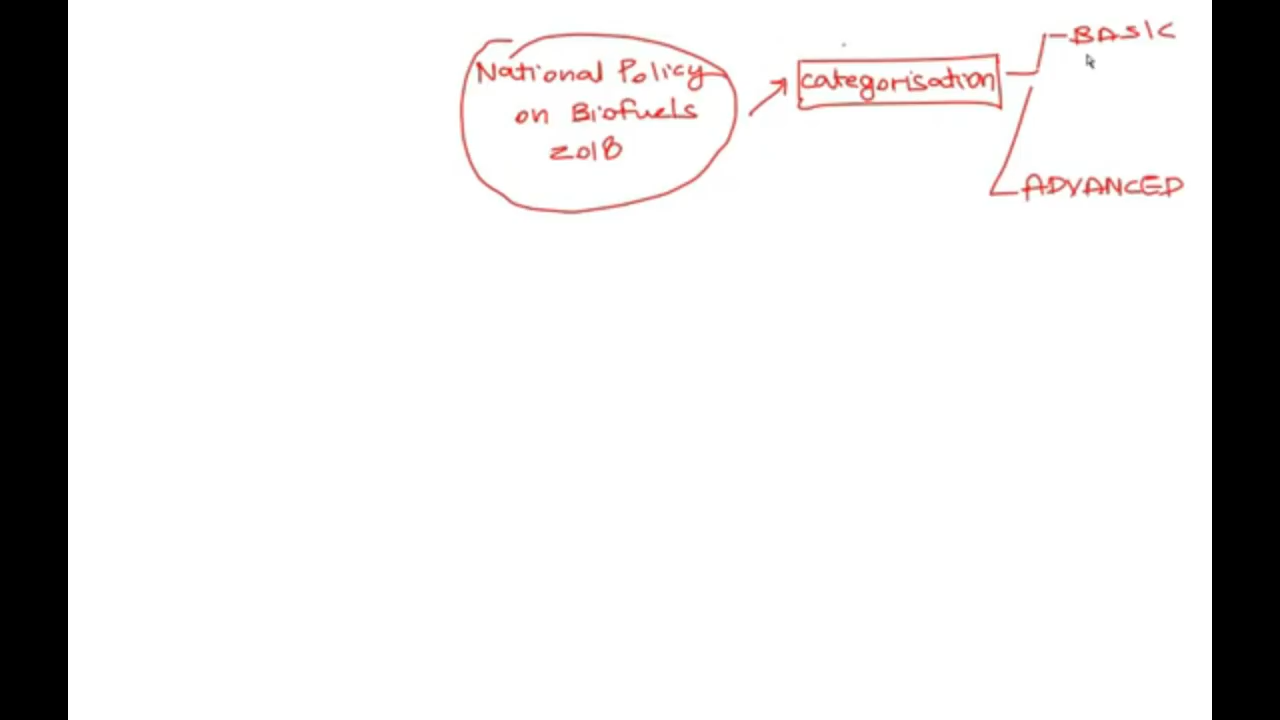 National Policy
on Biofuels
2018
categorisation
BASIC
ADVANCED